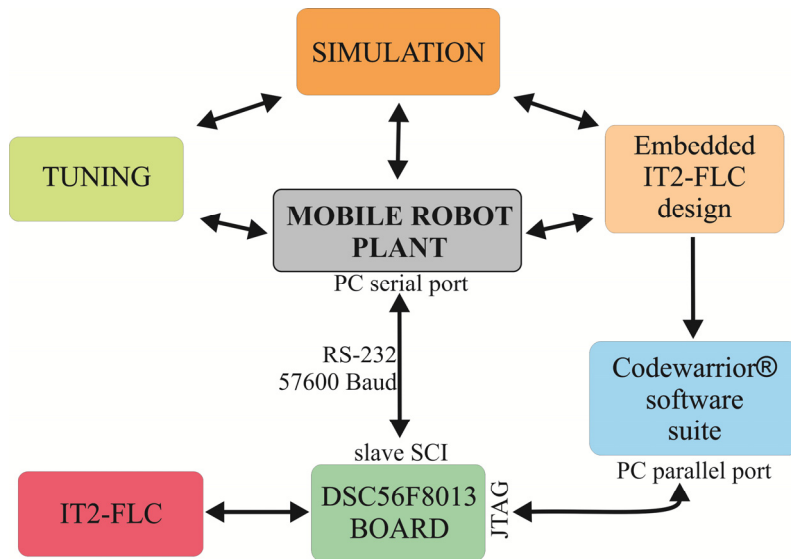 SIMULATION
TUNING
Embedded
IT2-FLC
design
MOBILE ROBOT
PLANT
PC serial port
RS-232
57600 Baud
Codewarrior®
software
suite
PC parallel port
slave SCI
IT2-FLC
DSC56F8013
BOARD
JTAG